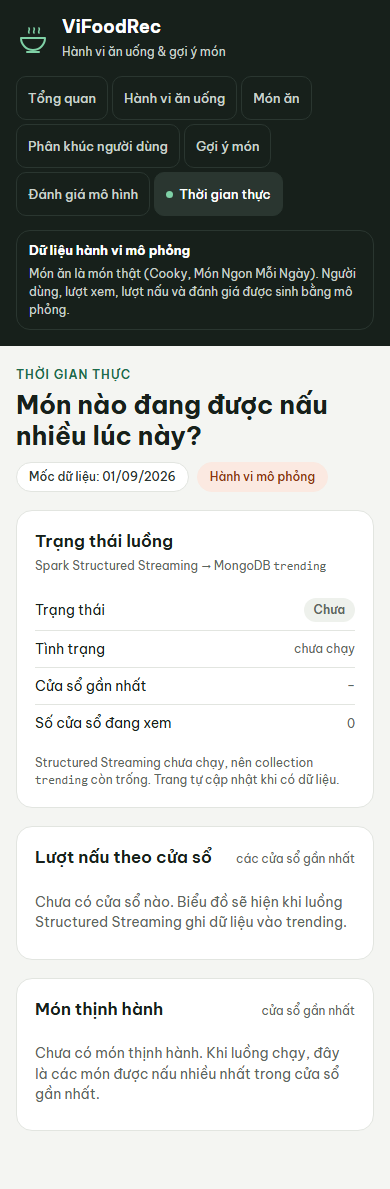 ViFoodRec
Hành vi ăn uống & gợi ý món
Tổng quan
Hành vi ăn uống
Món ăn
Phân khúc người dùng
Gợi ý món
Đánh giá mô hình
Thời gian thực
Dữ liệu hành vi mô phỏng
Món ăn là món thật (Cooky, Món Ngon Mỗi Ngày). Người
dùng, lượt xem, lượt nấu và đánh giá được sinh bằng mô
phỏng.
THỜI GIAN THỰC
Món nào đang được nấu
nhiều lúc này?
Mốc dữ liệu: 01/09/2026
Hành vi mô phỏng
Trạng thái luồng
Spark Structured Streaming → MongoDB trending
Trạng thái
Chưa
Tình trạng
chưa chạy
Cửa sổ gần nhất
–
Số cửa sổ đang xem
0
Structured Streaming chưa chạy, nên collection
trending còn trống. Trang tự cập nhật khi có dữ liệu.
Lượt nấu theo cửa sổ
các cửa sổ gần nhất
Chưa có cửa sổ nào. Biểu đồ sẽ hiện khi luồng
Structured Streaming ghi dữ liệu vào trending.
Món thịnh hành
cửa sổ gần nhất
Chưa có món thịnh hành. Khi luồng chạy, đây
là các món được nấu nhiều nhất trong cửa sổ
gần nhất.